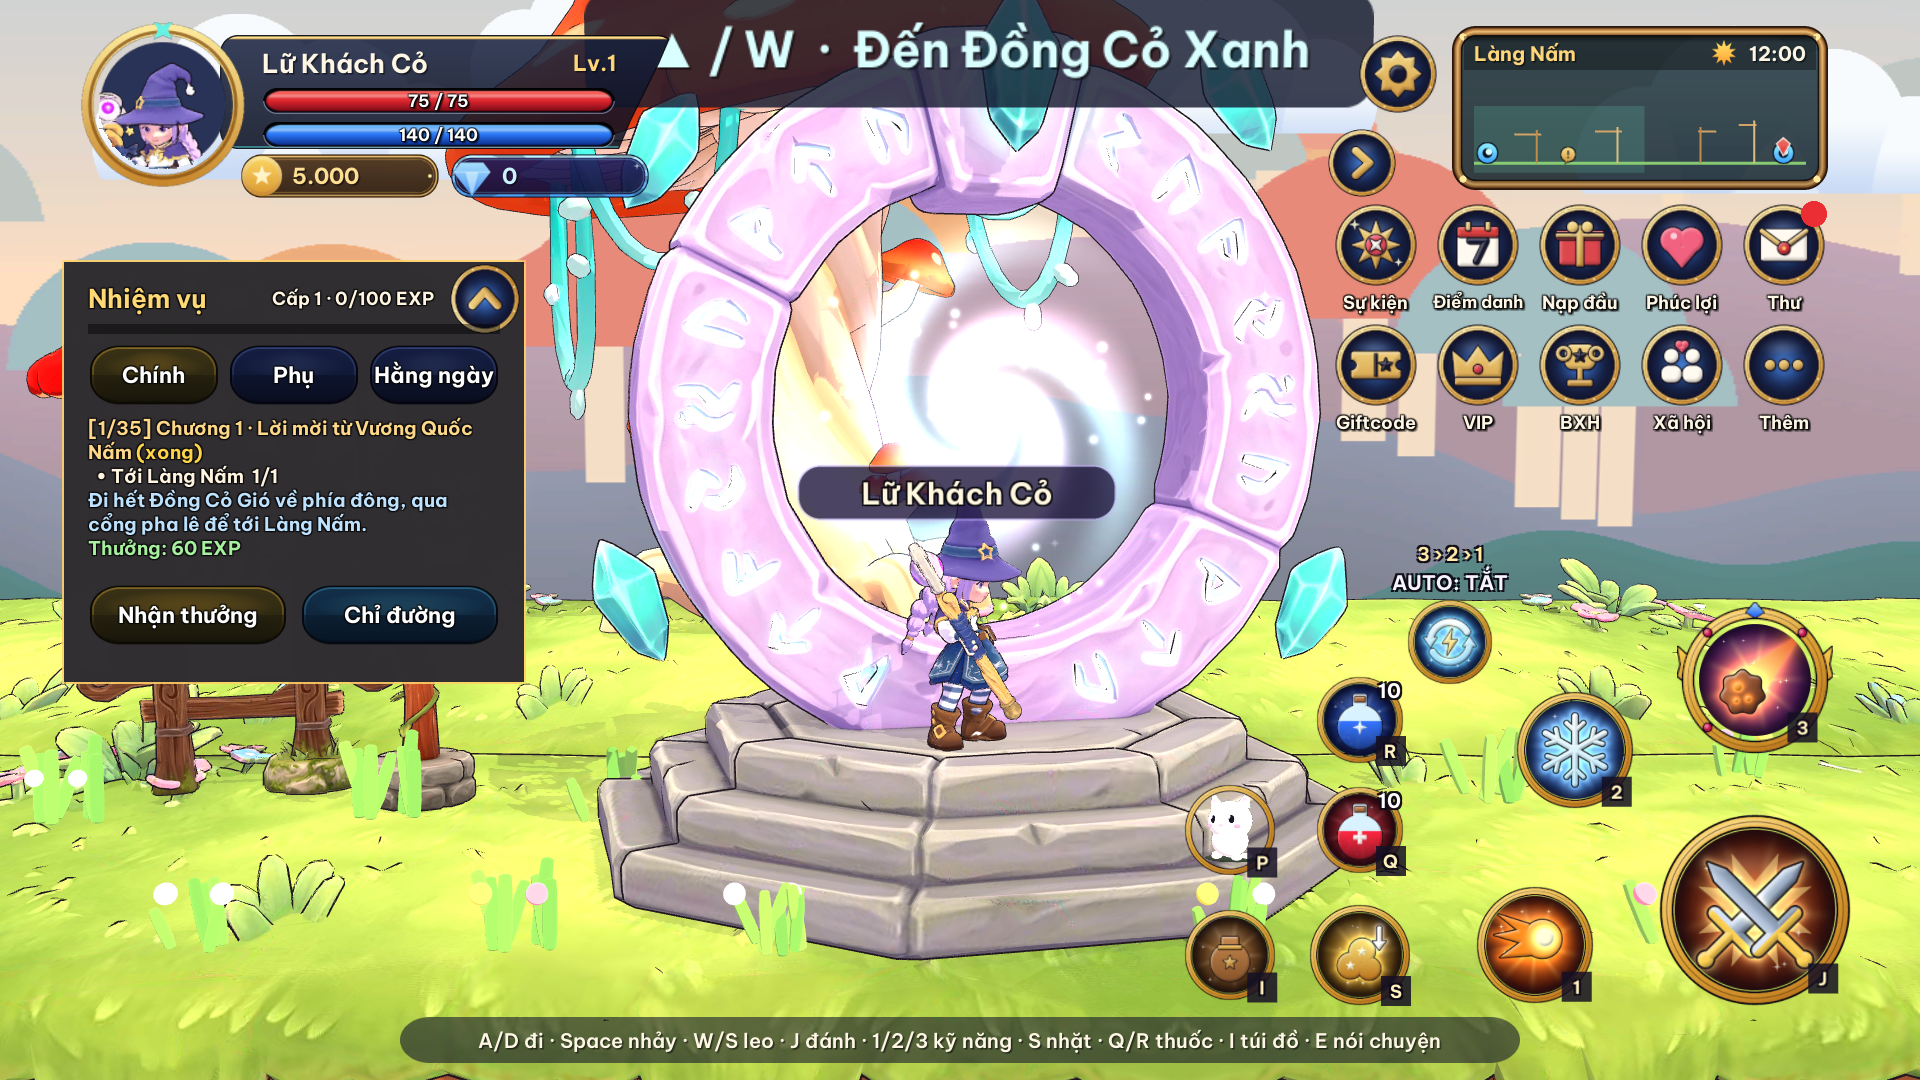 ▲ / W · Đến Đồng Cỏ Xanh
Lữ Khách Cỏ
Lv.1
75 / 75
140 / 140
5.000
0
Làng Nấm
12:00
Nhiệm vụ
Cấp 1 · 0/100 EXP
Chính
Phụ
Hằng ngày
[1/35] Chương 1 · Lời mời từ Vương Quốc
Nấm (xong)
• Tới Làng Nấm 1/1
Đi hết Đồng Cỏ Gió về phía đông, qua
cổng pha lê để tới Làng Nấm.
Thưởng: 60 EXP
Nhận thưởng
Chỉ đường
7
Sự kiện
Điểm danh
Nạp đầu
Phúc lợi
Thư
Giftcode
VIP
BXH
Xã hội
Thêm
Lữ Khách Cỏ
3›2›1
AUTO: TẮT
10
R
3
2
10
Q
P
I
S
1
J
A/D đi · Space nhảy · W/S leo · J đánh · 1/2/3 kỹ năng · S nhặt · Q/R thuốc · I túi đồ · E nói chuyện